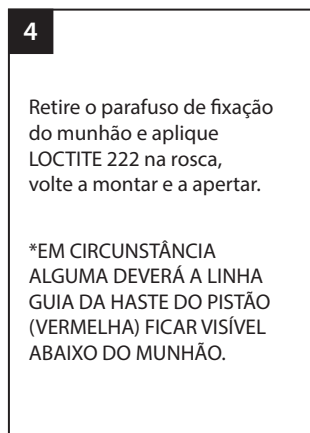 4
Retire o parafuso de fixação
do munhão e aplique
LOCTITE 222 na rosca,
volte a montar e a apertar.
*EM CIRCUNSTÂNCIA
ALGUMA DEVERÁ A LINHA
GUIA DA HASTE DO PISTÃO
(VERMELHA) FICAR VISÍVEL
ABAIXO DO MUNHÃO.